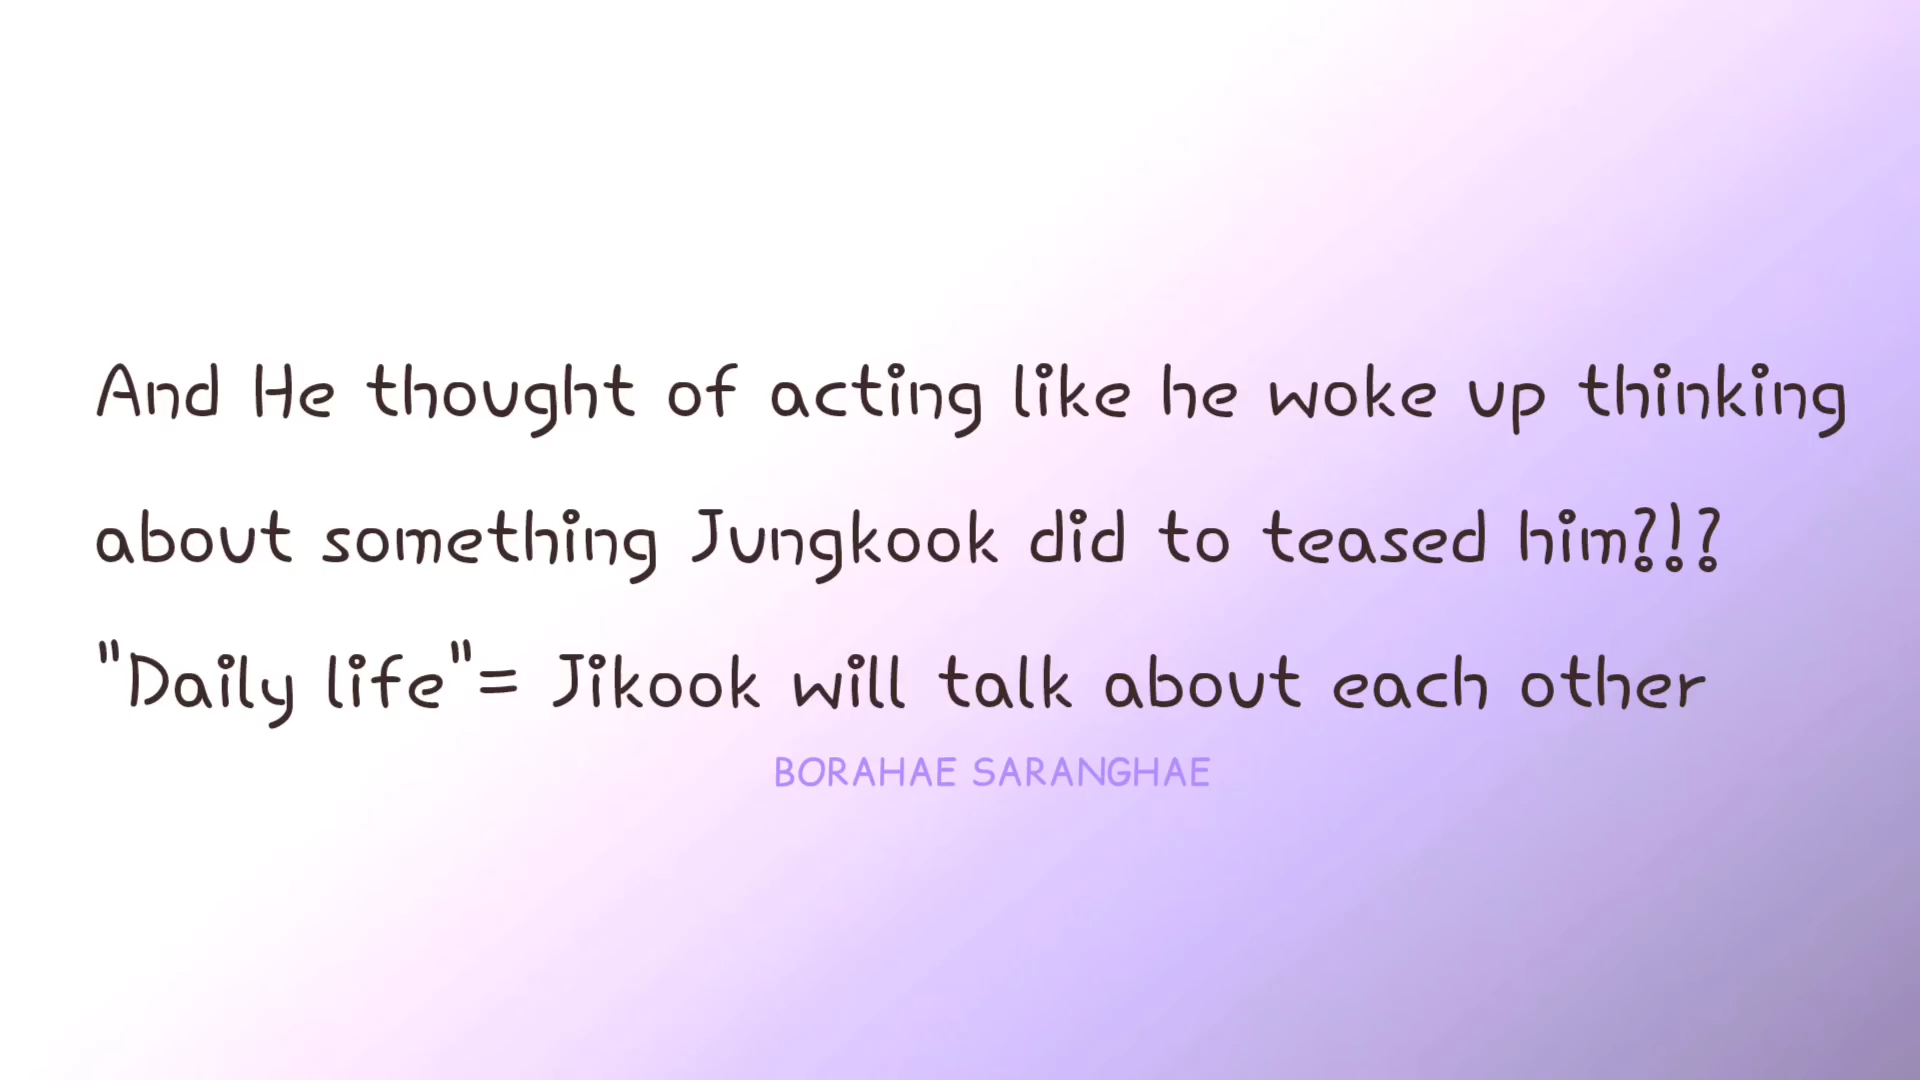 And He thought of acting like he woke up thinking
about something Jungkook did to teased him?!?
"Daily life"= Jikook will talk about each other
BORAHAE SARANGHAE